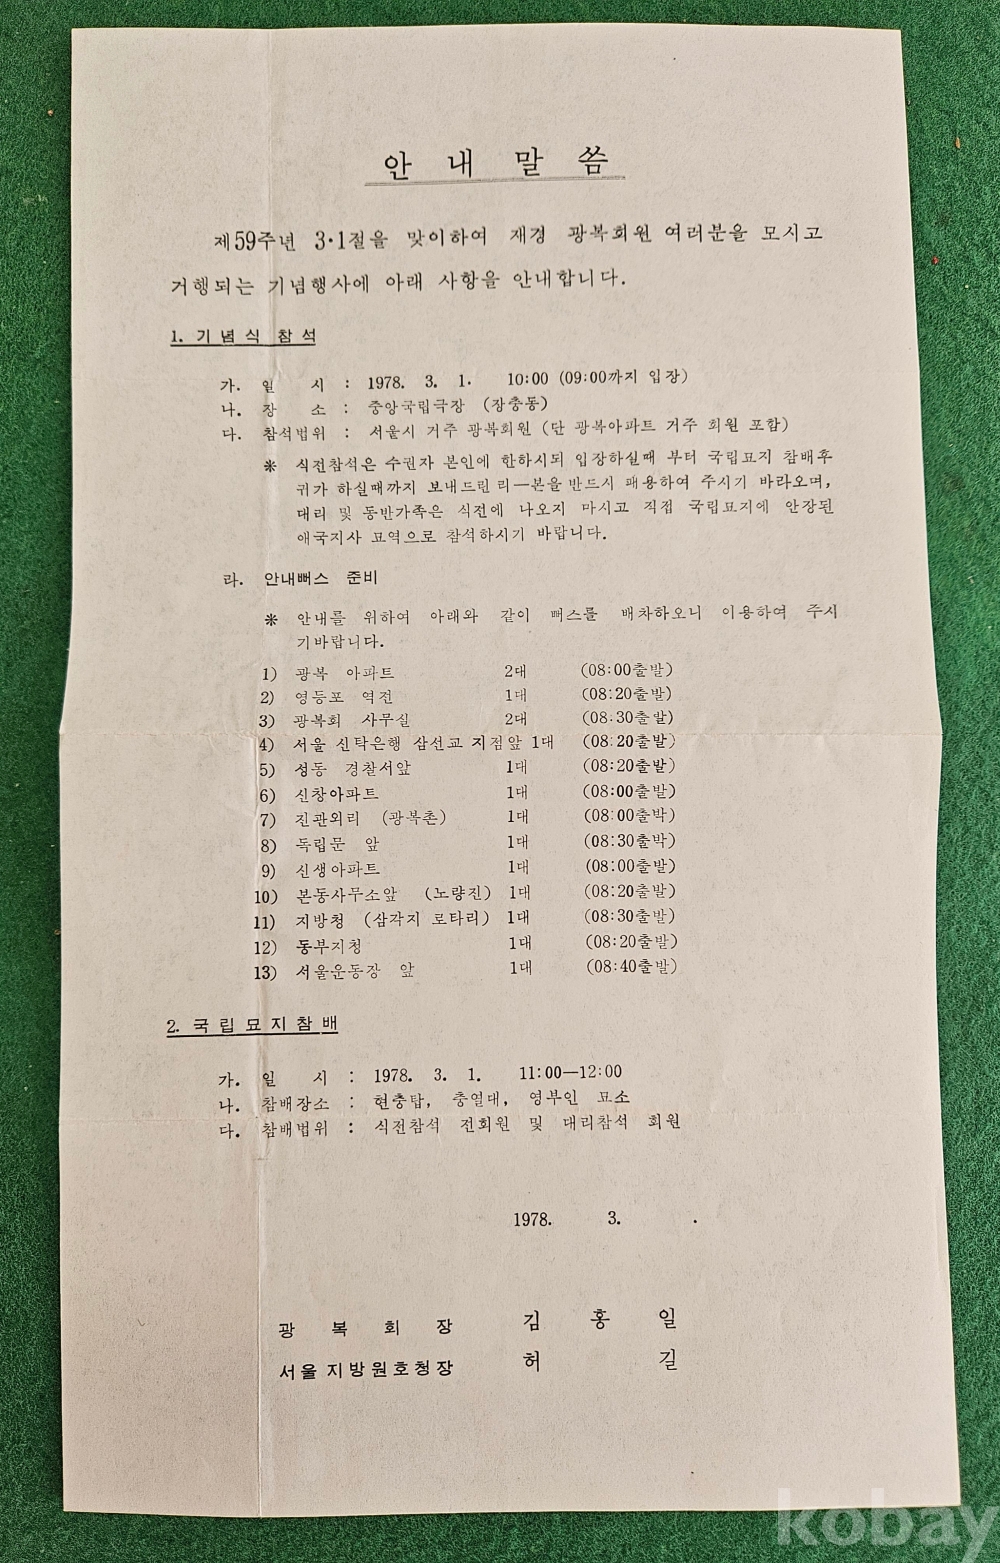 안 내 말 씀
제59주년 3·1절을 맞이하여 재경 광복회원 여러분을 모시고
거행되는 기념행사에 아래 사항을 안내합니다.
1. 기 념 식 참 석
가. 일 시 : 1978. 3. 1. 10:00 (09:00까지 입장)
나. 장 소 : 중앙국립극장 (장충동)
다. 참석범위 : 서울시 거주 광복회원 (단 광복아파트 거주 회원 포함)
※ 식전참석은 수권자 본인에 한하시되 입장하실때 부터 국립묘지 참배후
귀가 하실때까지 보내드린 리—본을 반드시 패용하여 주시기 바라오며,
대리 및 동반가족은 식전에 나오지 마시고 직접 국립묘지에 안장된
애국지사 묘역으로 참석하시기 바랍니다.
라. 안내뻐스 준비
※ 안내를 위하여 아래와 같이 뻐스를 배차하오니 이용하여 주시
기바랍니다.
1) 광복 아파트 2대 (08:00출발)
2) 영등포 역전 1대 (08:20출발)
3) 광복회 사무실 2대 (08:30출발)
4) 서울 신탁은행 삼선교 지점앞 1대 (08:20출발)
5) 성동 경찰서앞 1대 (08:20출발)
6) 신창아파트 1대 (08:00출발)
7) 진관외리 (광복촌) 1대 (08:00출박)
8) 독립문 앞 1대 (08:30출박)
9) 신생아파트 1대 (08:00출발)
10) 본동사무소앞 (노량진) 1대 (08:20출발)
11) 지방청 (삼각지 로타리) 1대 (08:30출발)
12) 동부지청 1대 (08:20출발)
13) 서울운동장 앞 1대 (08:40출발)
2. 국 립 묘 지 참 배
가. 일 시 : 1978. 3. 1. 11:00—12:00
나. 참배장소 : 현충탑, 충열대, 영부인 묘소
다. 참배범위 : 식전참석 전회원 및 대리참석 회원
1978. 3. .
광 복 회 장 김 홍 일
서울 지방원호청장 허 길
kobay